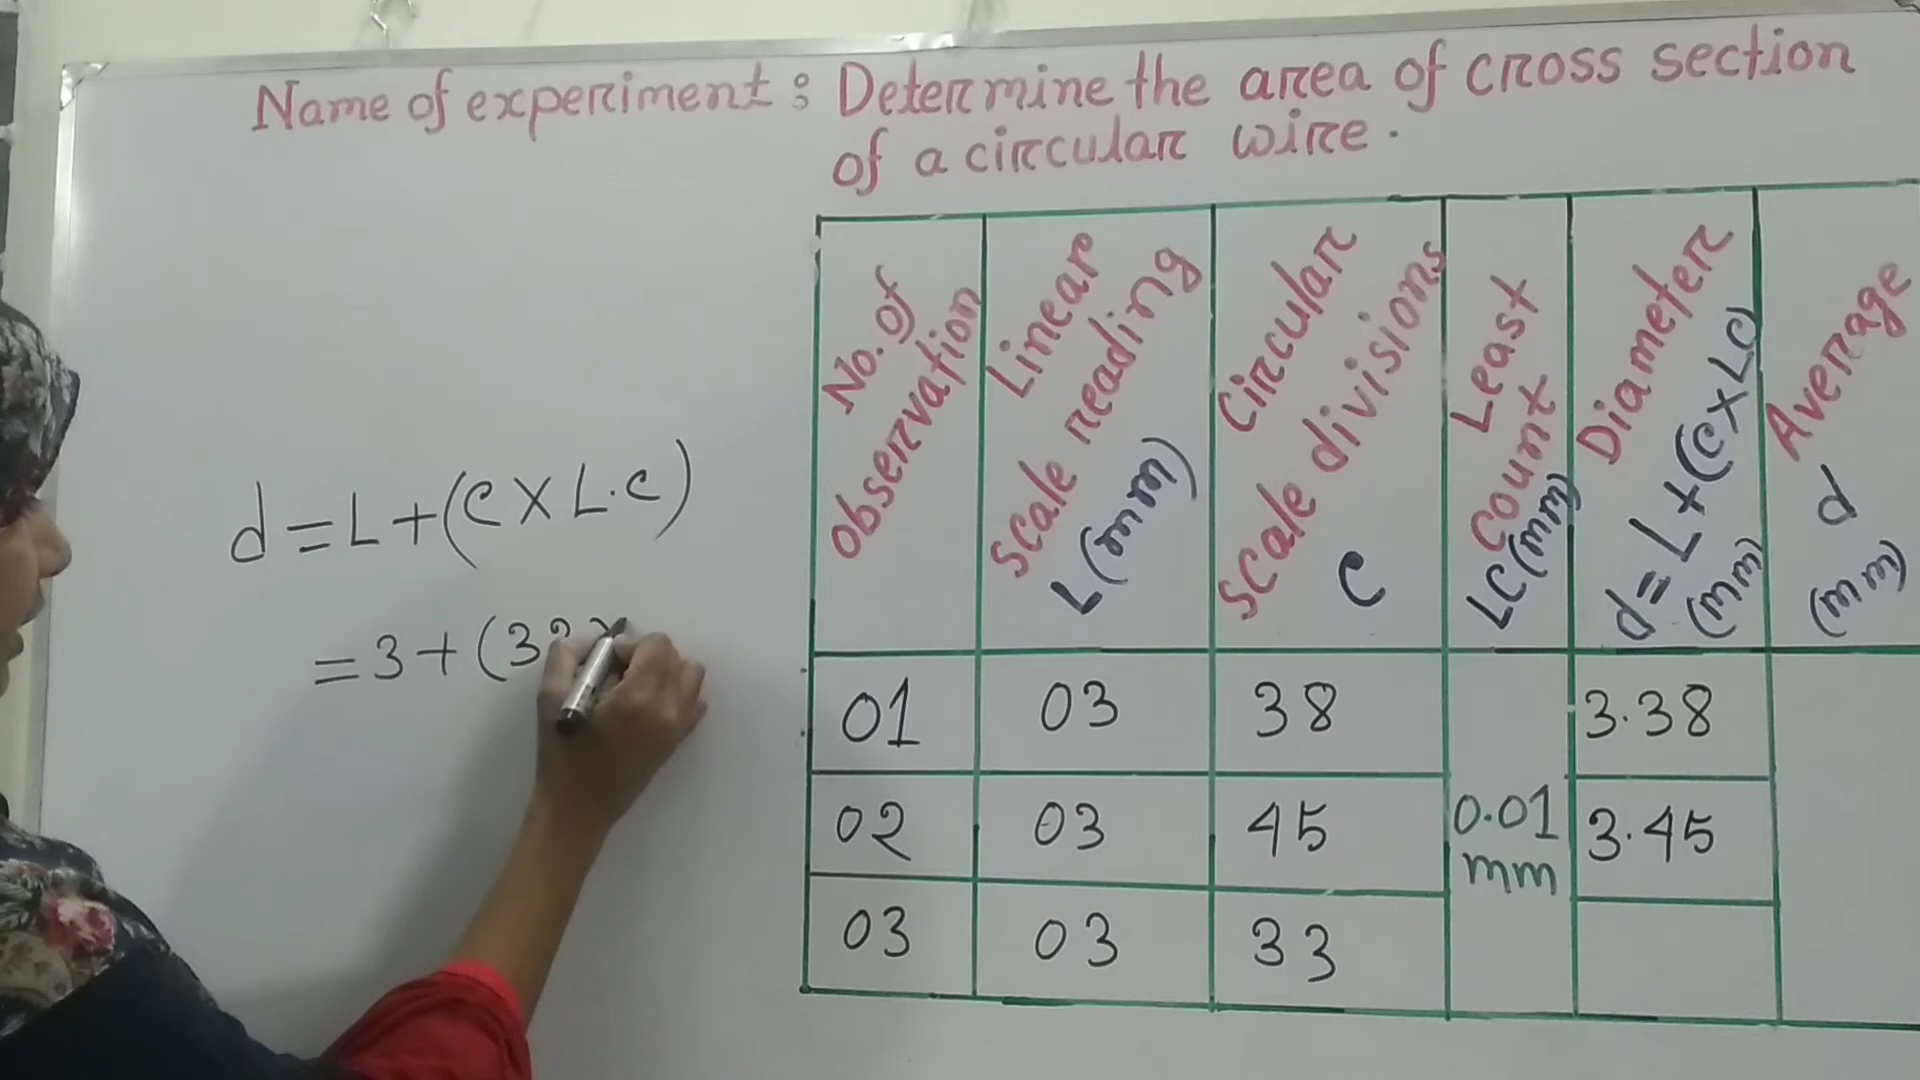 Name of experiment : Determine the area of cross section
of a circular wire.
d = L + (C × L.C)
= 3 + (3
No. of
observation
Linear
Scale reading
L (mm)
Circular
Scale divisions
C
Least
Count
LC (mm)
Diameter
d = L + (C × LC
(mm)
Average
d
(mm)
01 03 38 3.38
02 03 45 0.01 3.45
mm
03 03 33